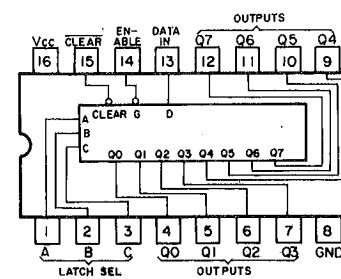 OUTPUTS
Vcc CLEAR EN-ABLE DATA IN Q7 Q6 Q5 Q4
16 15 14 13 12 11 10 9
CLEAR G D
A
B
C
Q0 Q1 Q2 Q3 Q4 Q5 Q6 Q7
1 2 3 4 5 6 7 8
A B C Q0 Q1 Q2 Q3 GND
LATCH SEL OUTPUTS